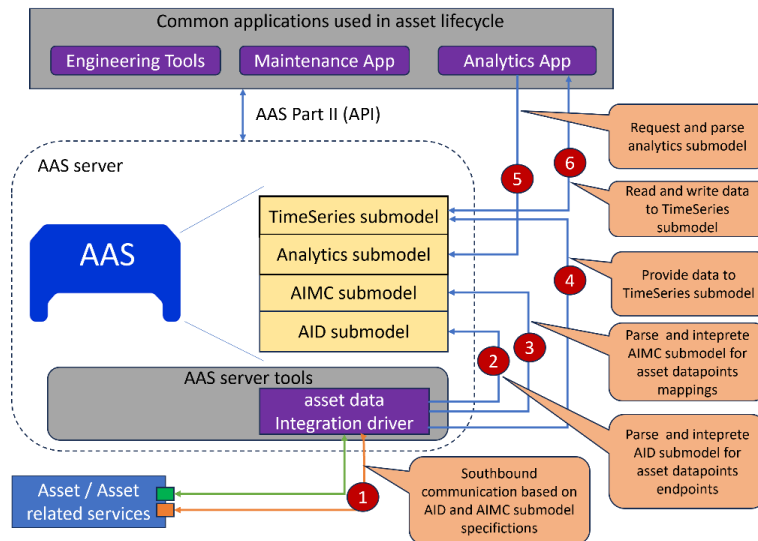 Common applications used in asset lifecycle
Engineering Tools
Maintenance App
Analytics App
AAS Part II (API)
Request and parse
analytics submodel
AAS server
6
5
Read and write data
to TimeSeries
submodel
TimeSeries submodel
AAS
Analytics submodel
4
Provide data to
TimeSeries submodel
AIMC submodel
AID submodel
3
2
Parse and inteprete
AIMC submodel for
asset datapoints
mappings
AAS server tools
asset data
Integration driver
Parse and inteprete
AID submodel for
asset datapoints
endpoints
Asset / Asset
related services
1
Southbound
communication based on
AID and AIMC submodel
specifictions